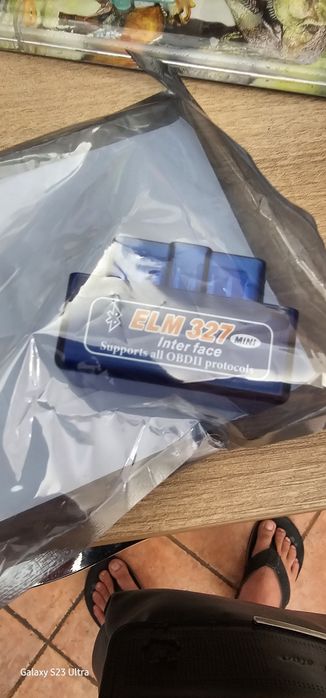 ELM 327 MINI
Inter face
Supports all OBDII protocols
Galaxy S23 Ultra